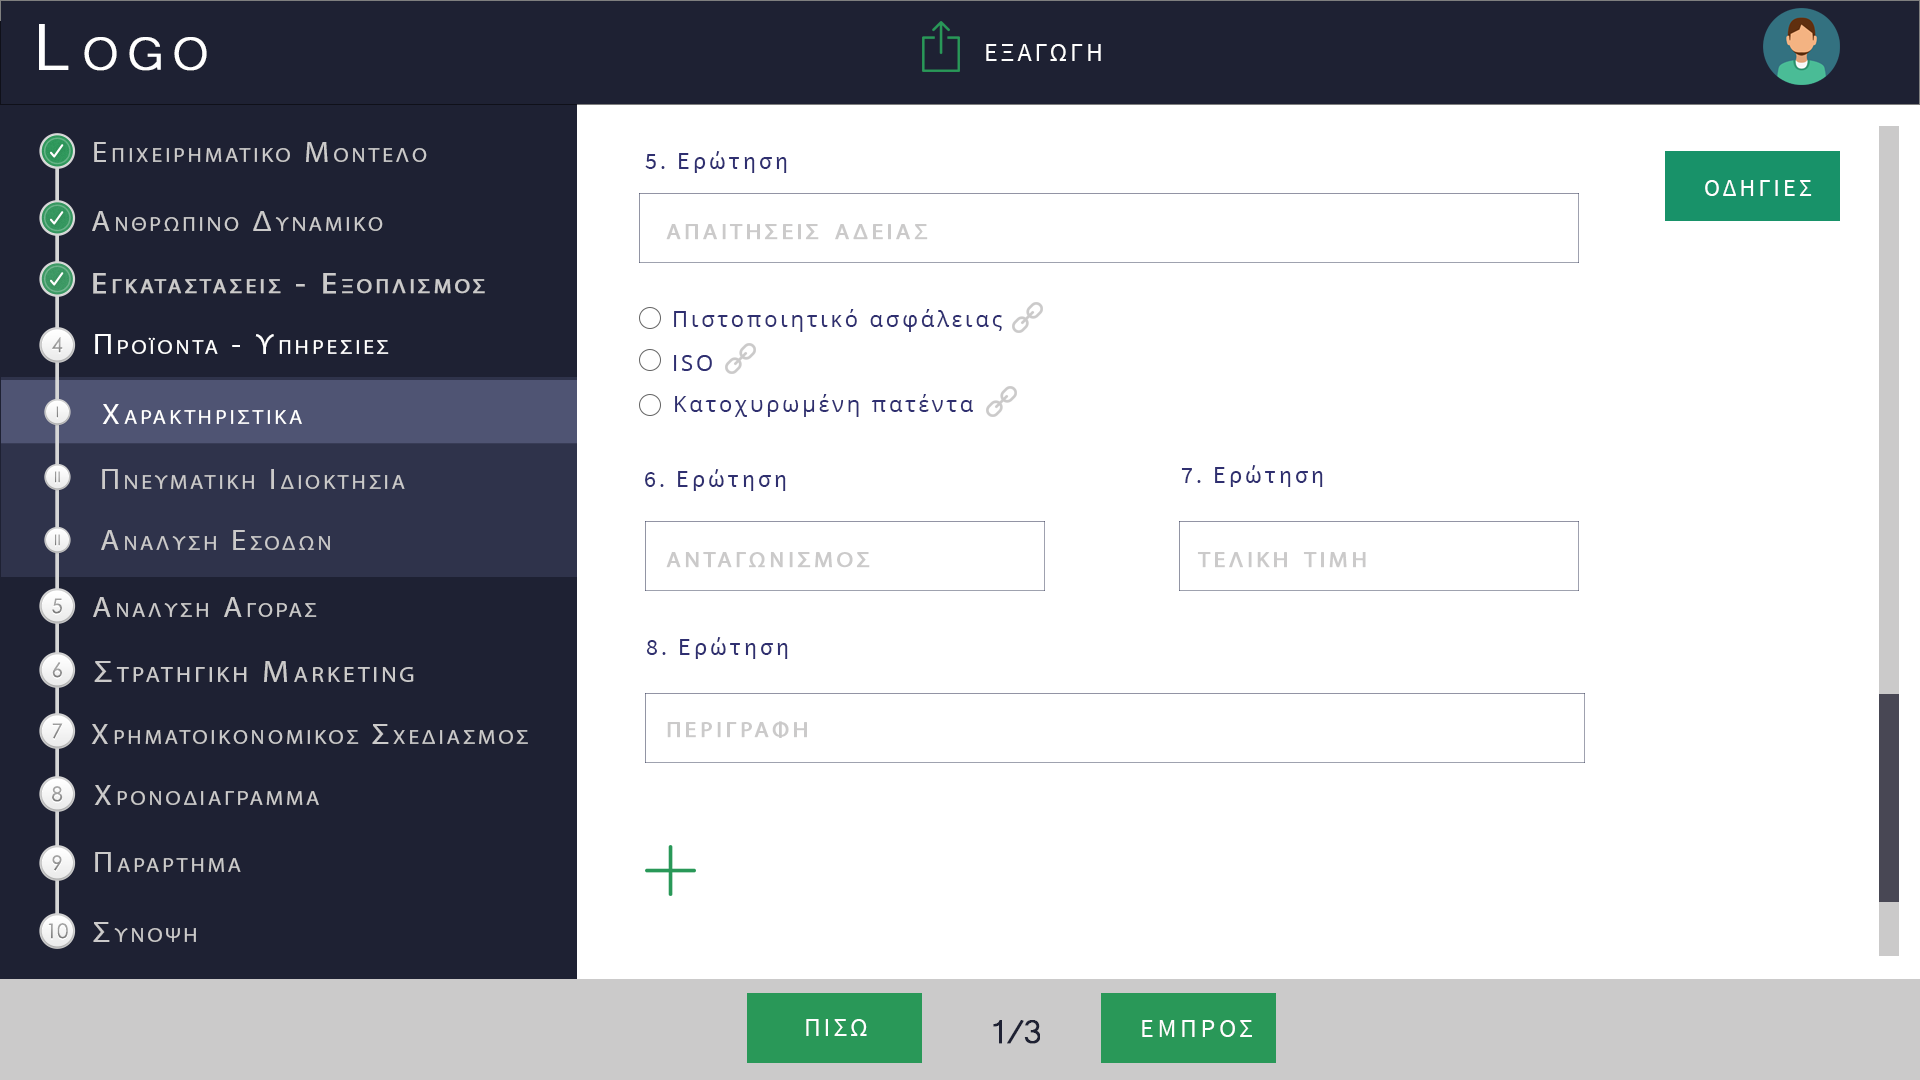 LOGO
ΕΞΑΓΩΓΗ
ΕΠΙΧΕΙΡΗΜΑΤΙΚΟ ΜΟΝΤΕΛΟ
ΑΝΘΡΩΠΙΝΟ ΔΥΝΑΜΙΚΟ
ΕΓΚΑΤΑΣΤΑΣΕΙΣ - ΕΞΟΠΛΙΣΜΟΣ
4 ΠΡΟΪΟΝΤΑ - ΥΠΗΡΕΣΙΕΣ
I ΧΑΡΑΚΤΗΡΙΣΤΙΚΑ
II ΠΝΕΥΜΑΤΙΚΗ ΙΔΙΟΚΤΗΣΙΑ
II ΑΝΑΛΥΣΗ ΕΣΟΔΩΝ
5 ΑΝΑΛΥΣΗ ΑΓΟΡΑΣ
6 ΣΤΡΑΤΗΓΙΚΗ MARKETING
7 ΧΡΗΜΑΤΟΙΚΟΝΟΜΙΚΟΣ ΣΧΕΔΙΑΣΜΟΣ
8 ΧΡΟΝΟΔΙΑΓΡΑΜΜΑ
9 ΠΑΡΑΡΤΗΜΑ
10 ΣΥΝΟΨΗ
5. Ερώτηση
ΑΠΑΙΤΗΣΕΙΣ ΑΔΕΙΑΣ
ΟΔΗΓΙΕΣ
Πιστοποιητικό ασφάλειας
ISO
Κατοχυρωμένη πατέντα
6. Ερώτηση
ΑΝΤΑΓΩΝΙΣΜΟΣ
7. Ερώτηση
ΤΕΛΙΚΗ ΤΙΜΗ
8. Ερώτηση
ΠΕΡΙΓΡΑΦΗ
ΠΙΣΩ
1/3
ΕΜΠΡΟΣ